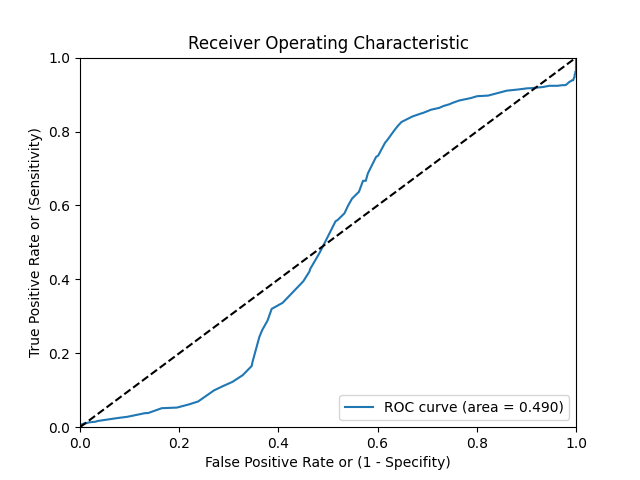 Receiver Operating Characteristic
1.0
0.8
0.6
0.4
0.2
0.0
True Positive Rate or (Sensitivity)
ROC curve (area = 0.490)
0.0 0.2 0.4 0.6 0.8 1.0
False Positive Rate or (1 - Specifity)